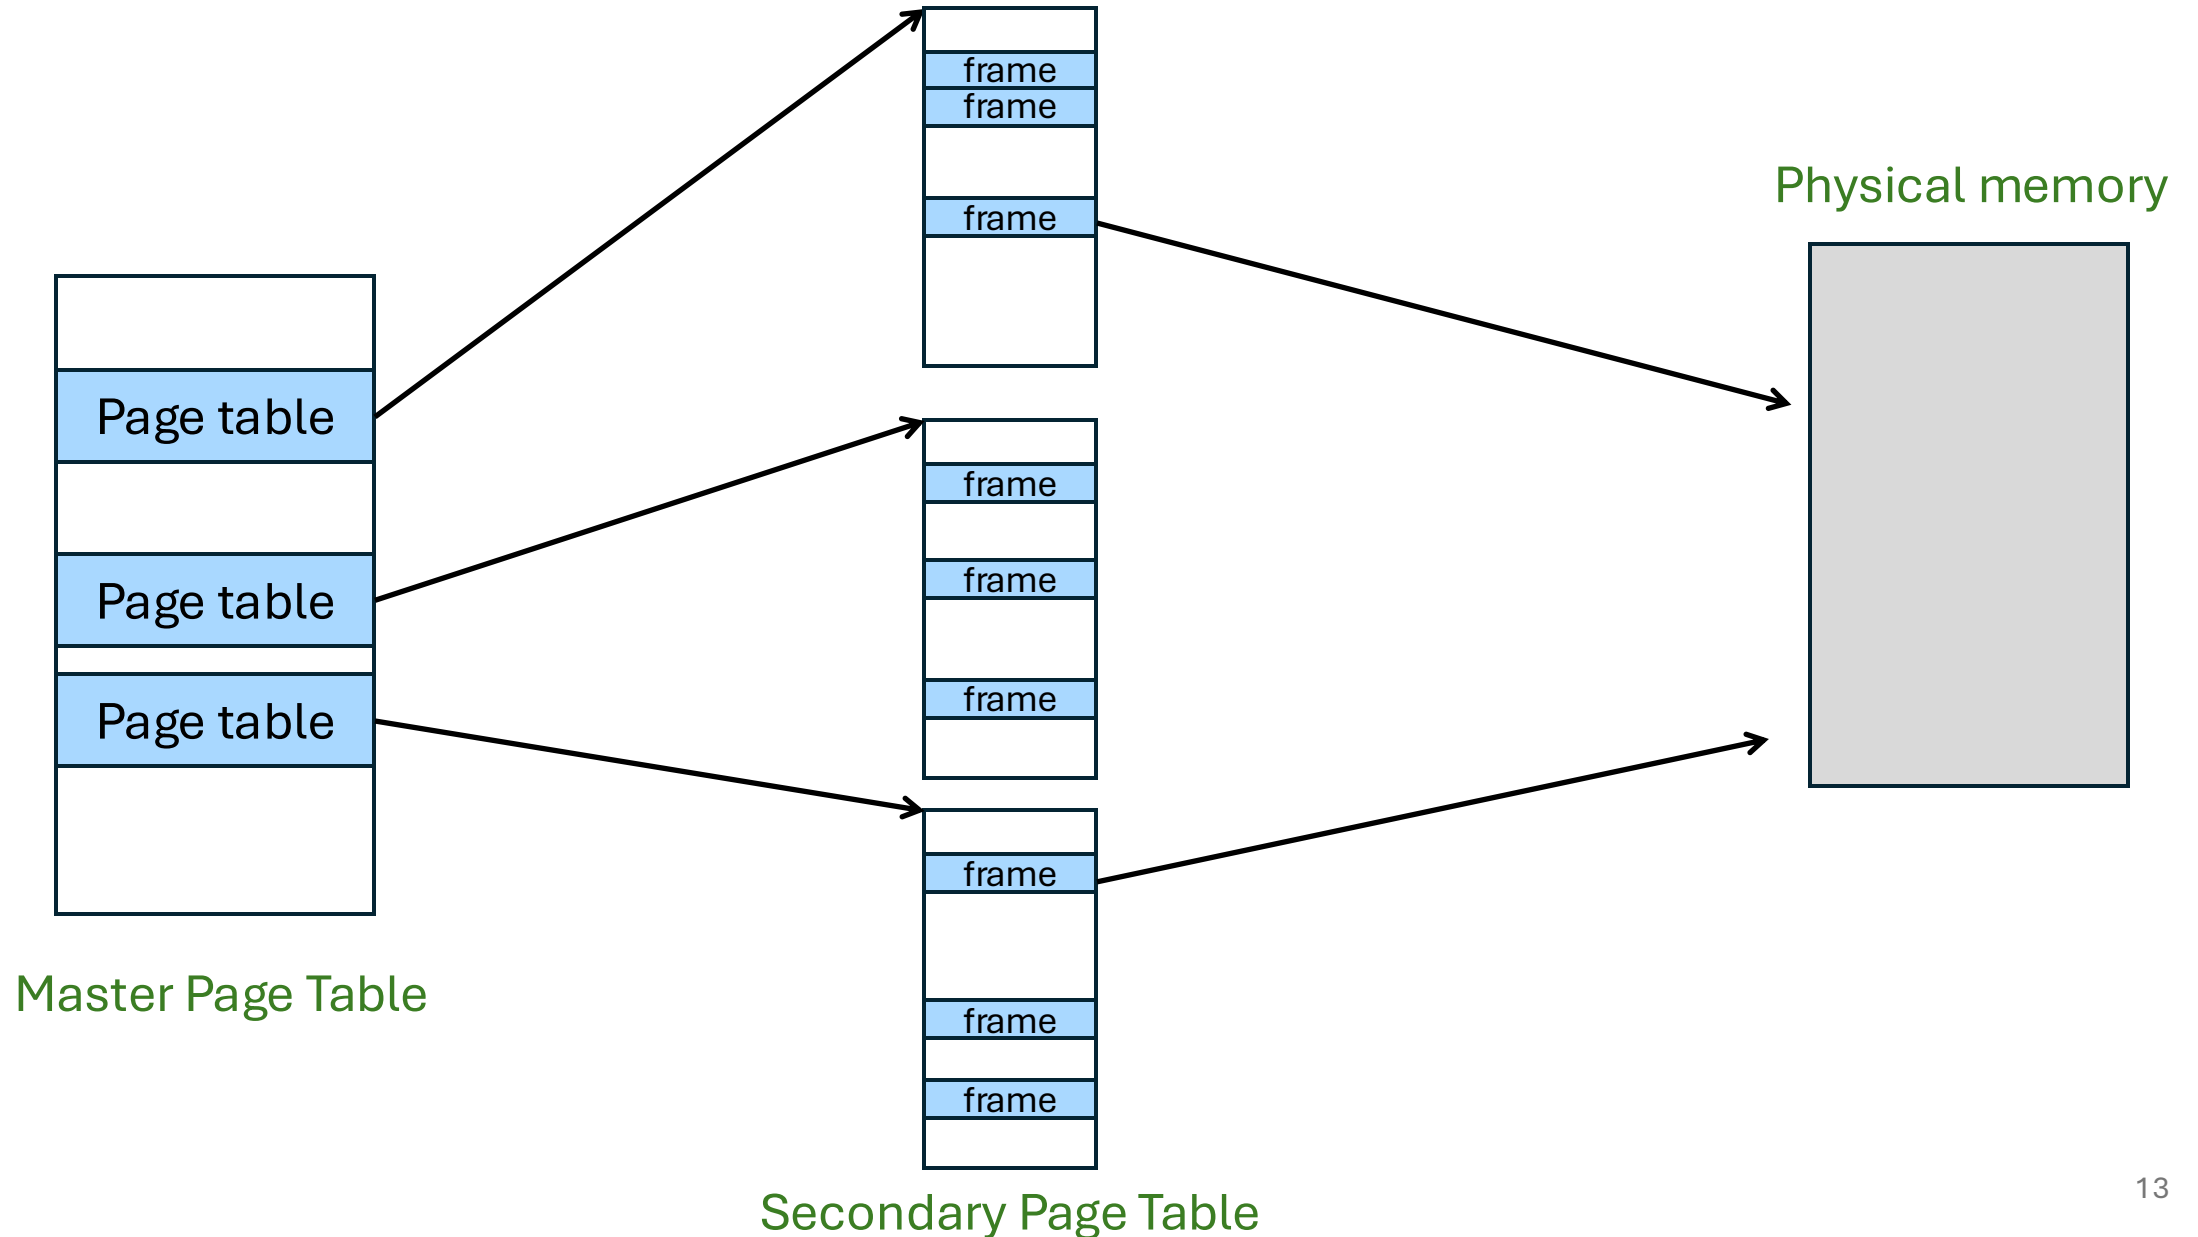 Page table
Page table
Page table
Master Page Table
frame
frame
frame
frame
frame
frame
frame
frame
frame
Secondary Page Table
Physical memory
13